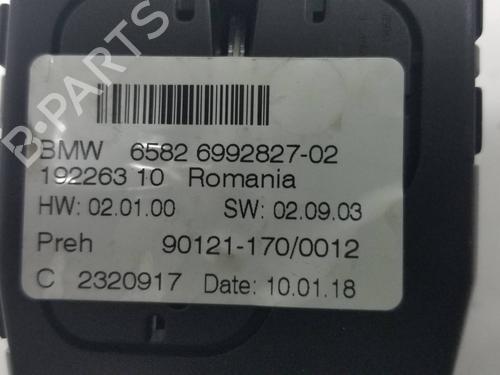 BMW 6582 6992827-02
192263 10 Romania
HW: 02.01.00 SW: 02.09.03
Preh 90121-170/0012
C 2320917 Date: 10.01.18
B-PARTS